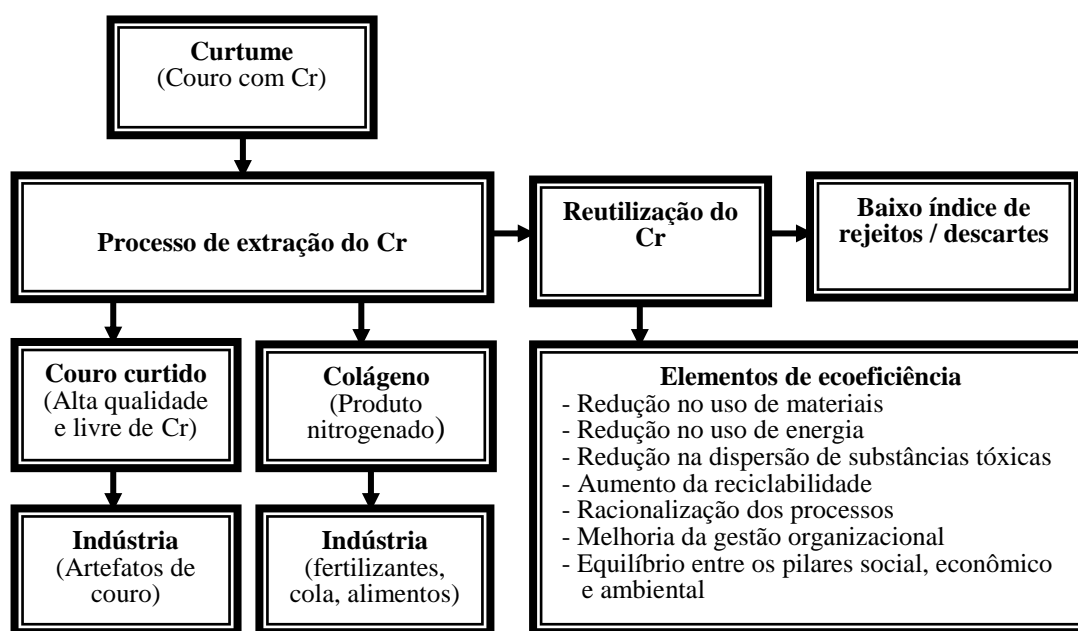 Curtume
(Couro com Cr)
Processo de extração do Cr
Reutilização do
Cr
Baixo índice de
rejeitos / descartes
Couro curtido
(Alta qualidade
e livre de Cr)
Colágeno
(Produto
nitrogenado)
Elementos de ecoeficiência
- Redução no uso de materiais
- Redução no uso de energia
- Redução na dispersão de substâncias tóxicas
- Aumento da reciclabilidade
- Racionalização dos processos
- Melhoria da gestão organizacional
- Equilíbrio entre os pilares social, econômico
e ambiental
Indústria
(Artefatos de
couro)
Indústria
(fertilizantes,
cola, alimentos)